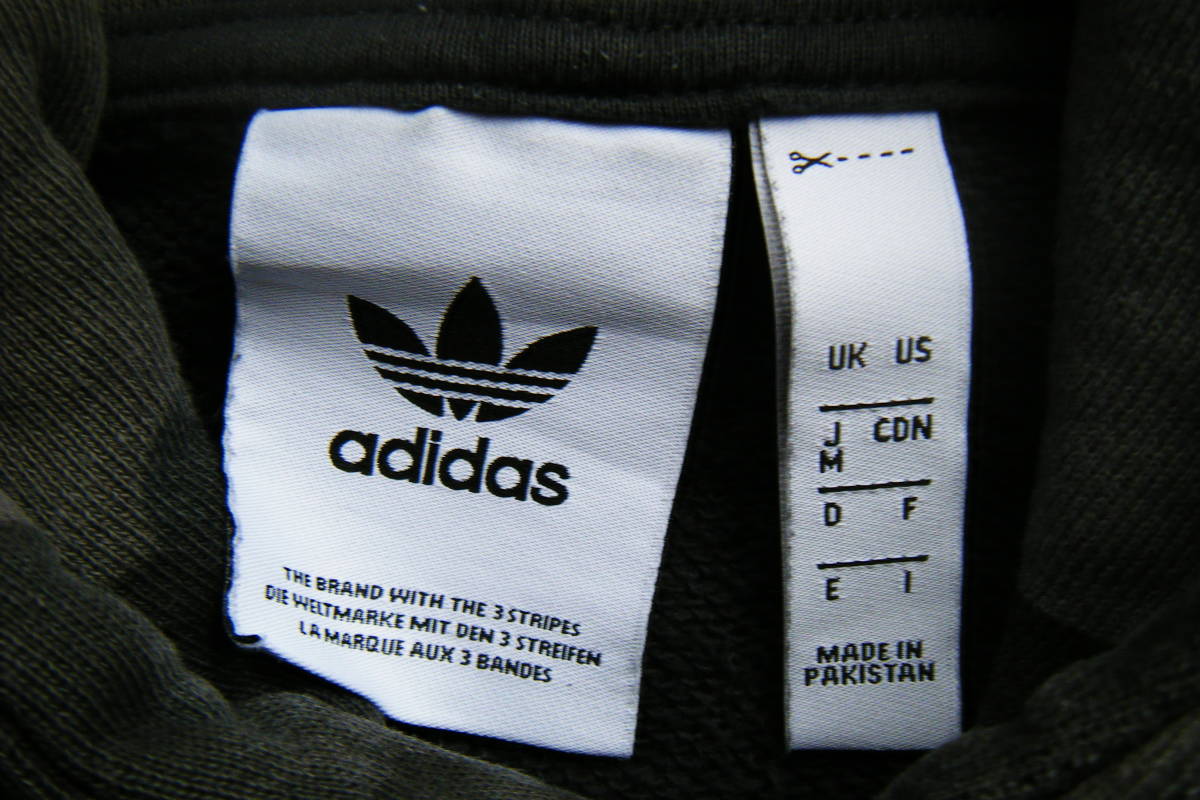 adidas
THE BRAND WITH THE 3 STRIPES
DIE WELTMARKE MIT DEN 3 STREIFEN
LA MARQUE AUX 3 BANDES
UK US
J CDN
M
D F
E I
MADE IN
PAKISTAN